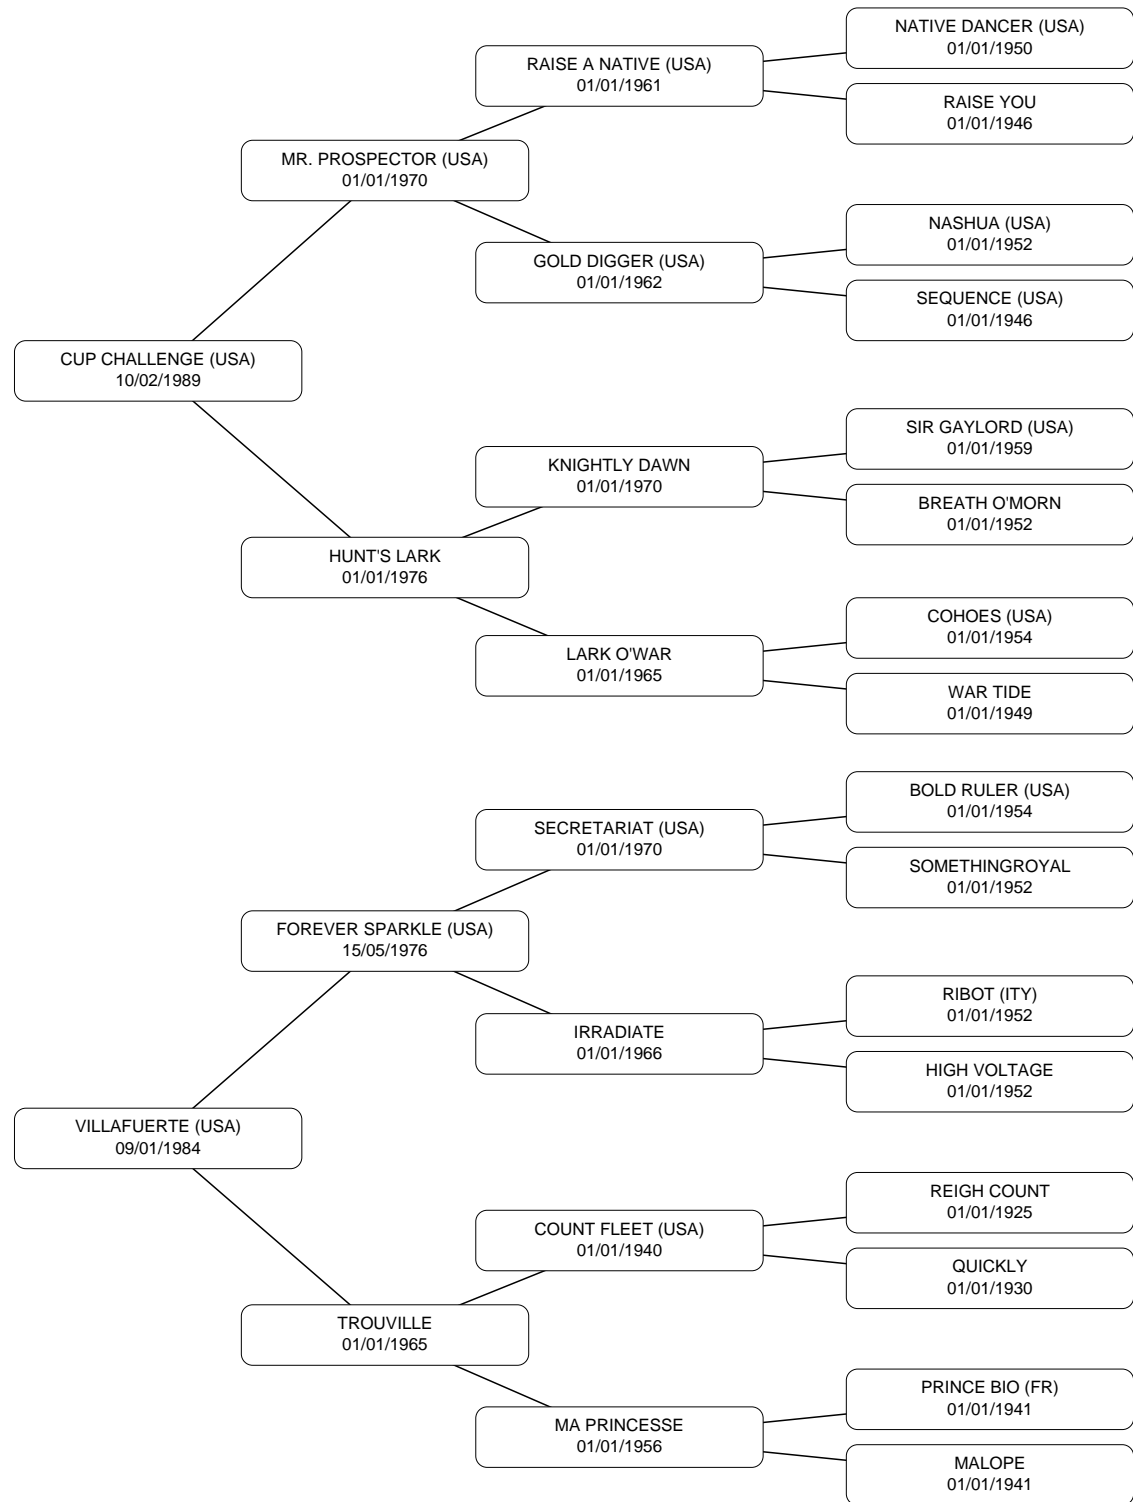 NATIVE DANCER (USA)
01/01/1950
RAISE A NATIVE (USA)
01/01/1961
RAISE YOU
01/01/1946
MR. PROSPECTOR (USA)
01/01/1970
NASHUA (USA)
01/01/1952
GOLD DIGGER (USA)
01/01/1962
SEQUENCE (USA)
01/01/1946
CUP CHALLENGE (USA)
10/02/1989
SIR GAYLORD (USA)
01/01/1959
KNIGHTLY DAWN
01/01/1970
BREATH O'MORN
01/01/1952
HUNT'S LARK
01/01/1976
COHOES (USA)
01/01/1954
LARK O'WAR
01/01/1965
WAR TIDE
01/01/1949
BOLD RULER (USA)
01/01/1954
SECRETARIAT (USA)
01/01/1970
SOMETHINGROYAL
01/01/1952
FOREVER SPARKLE (USA)
15/05/1976
RIBOT (ITY)
01/01/1952
IRRADIATE
01/01/1966
HIGH VOLTAGE
01/01/1952
VILLAFUERTE (USA)
09/01/1984
REIGH COUNT
01/01/1925
COUNT FLEET (USA)
01/01/1940
QUICKLY
01/01/1930
TROUVILLE
01/01/1965
PRINCE BIO (FR)
01/01/1941
MA PRINCESSE
01/01/1956
MALOPE
01/01/1941